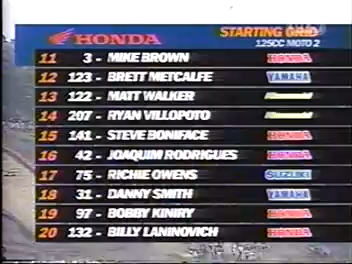 HONDA
STARTING GRID
125CC MOTO 2
11 3 - MIKE BROWN HONDA
12 123 - BRETT METCALFE YAMAHA
13 122 - MATT WALKER
14 207 - RYAN VILLOPOTO
15 141 - STEVE BONIFACE HONDA
16 42 - JOAQUIM RODRIGUES HONDA
17 75 - RICHIE OWENS SUZUKI
18 31 - DANNY SMITH YAMAHA
19 97 - BOBBY KINIRY HONDA
20 132 - BILLY LANINOVICH HONDA